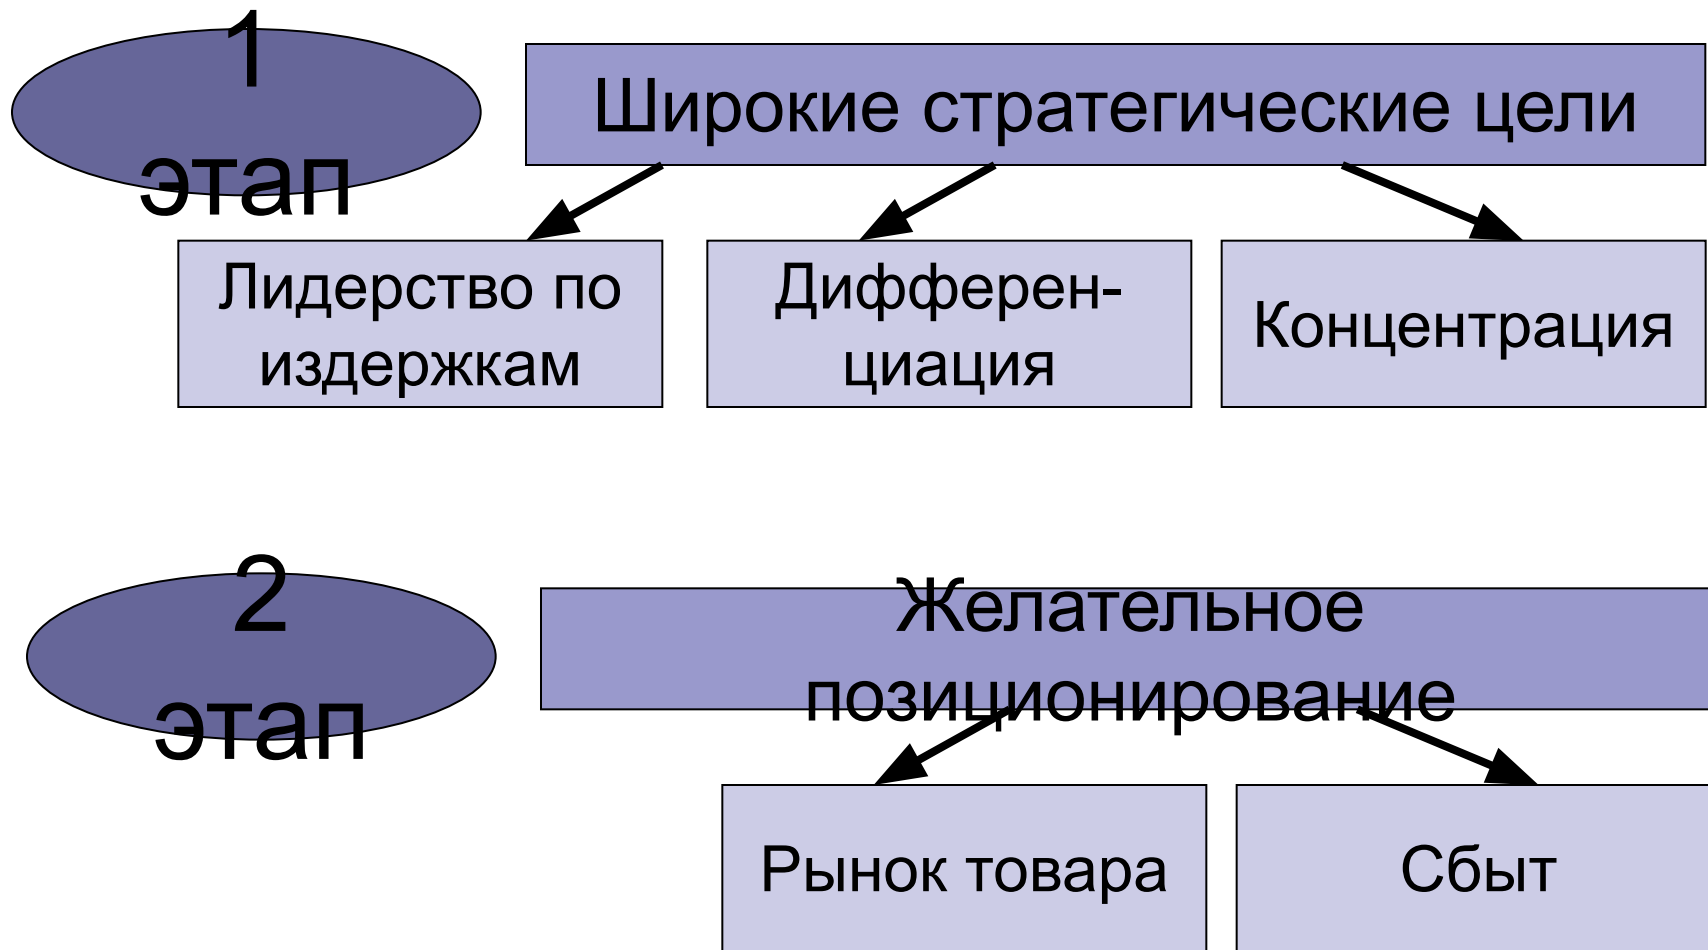 1
этап
Широкие стратегические цели
Лидерство по
издержкам
Дифферен-
циация
Концентрация
2
этап
Желательное
позиционирование
Рынок товара
Сбыт